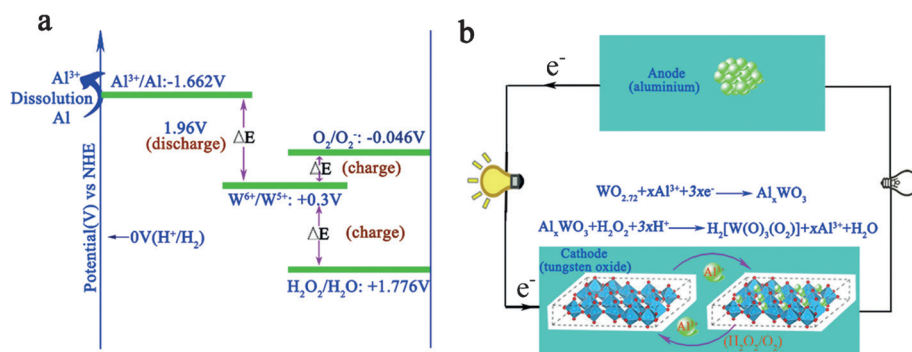 a
Al³⁺
Dissolution
Al
Al³⁺/Al:-1.662V
1.96V
(discharge)
ΔE
O₂/O₂⁻: -0.046V
ΔE (charge)
W⁶⁺/W⁵⁺: +0.3V
ΔE (charge)
0V(H⁺/H₂)
H₂O₂/H₂O: +1.776V
Potential(V) vs NHE
b
e⁻
Anode
(aluminium)
WO₂.₇₂+xAl³⁺+3xe⁻ → AlₓWO₃
AlₓWO₃+H₂O₂+3xH⁺ → H₂[W(O)₃(O₂)]+xAl³⁺+H₂O
Cathode
(tungsten oxide)
e⁻
Al³⁺
Al³⁺
(H₂O₂/O₂)